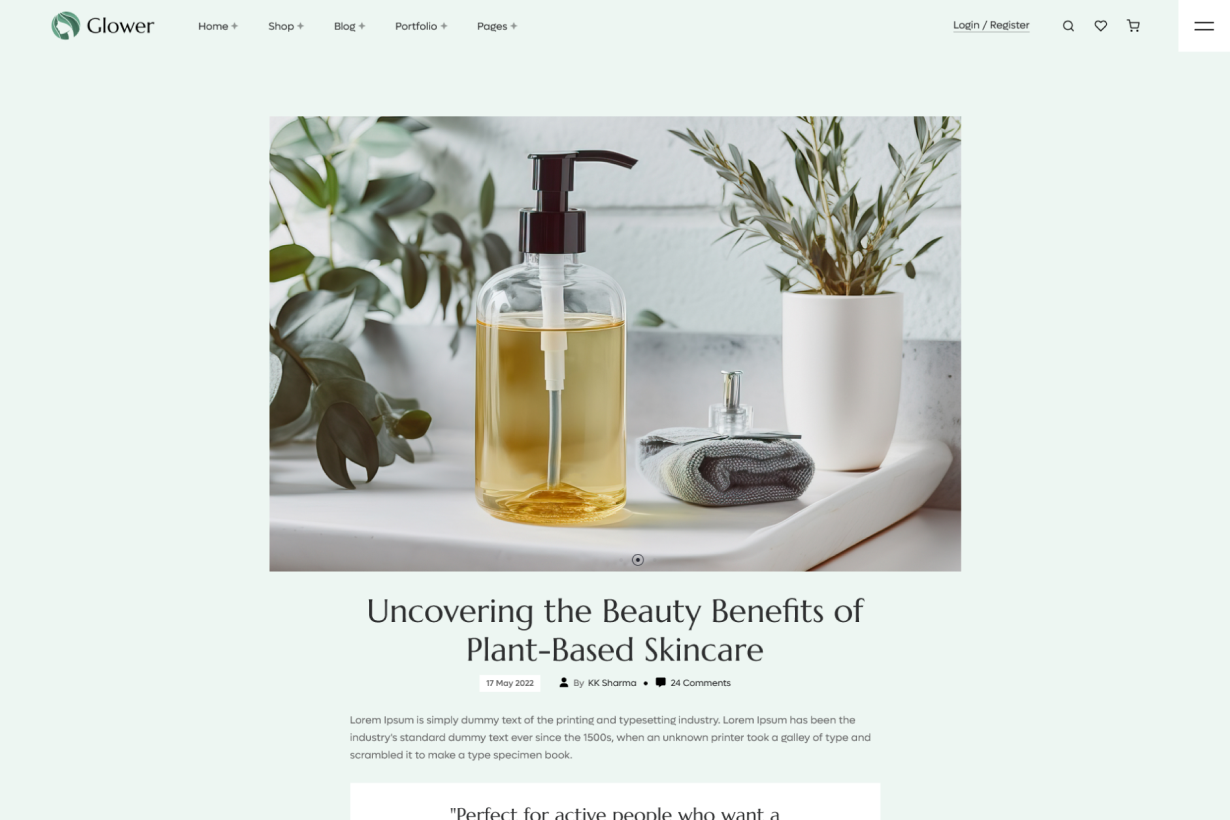 Glower
Home +
Shop +
Blog +
Portfolio +
Pages +
Login / Register
Uncovering the Beauty Benefits of
Plant-Based Skincare
17 May 2022
By KK Sharma • 24 Comments
Lorem Ipsum is simply dummy text of the printing and typesetting industry. Lorem Ipsum has been the
industry's standard dummy text ever since the 1500s, when an unknown printer took a galley of type and
scrambled it to make a type specimen book.
"Perfect for active people who want a